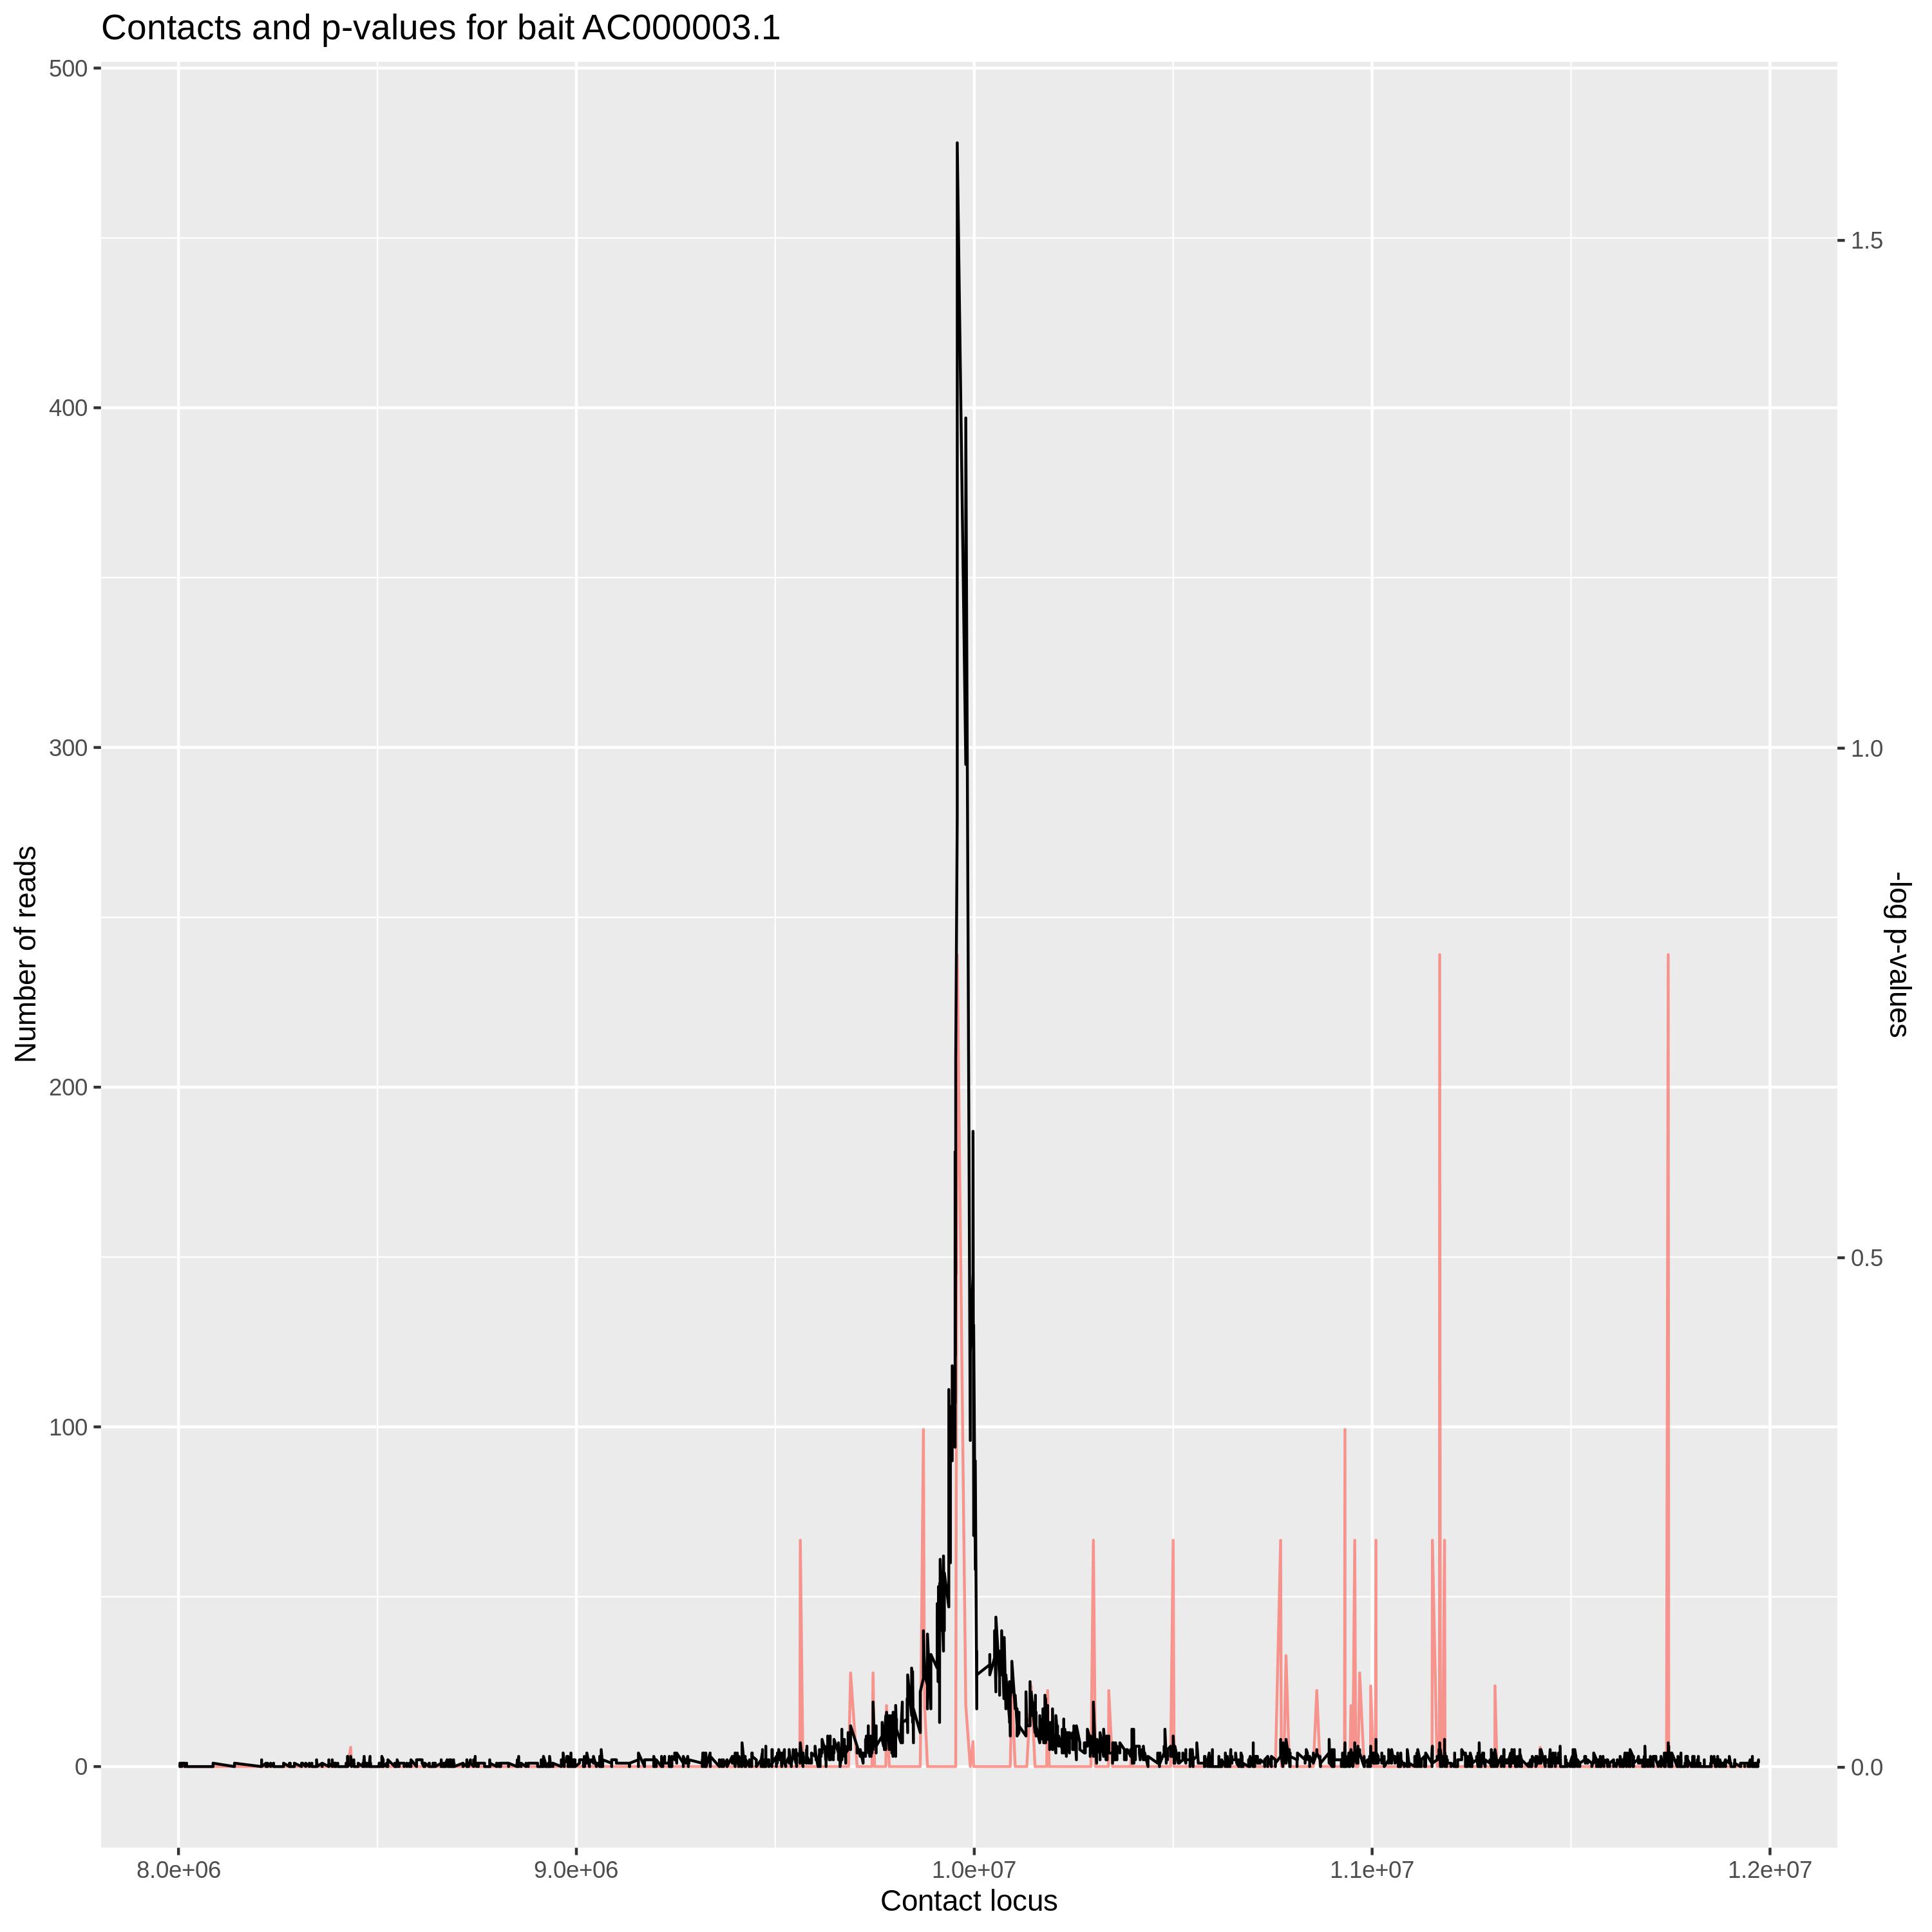 Contacts and p-values for bait AC000003.1
500
400
300
200
100
0
Number of reads
1.5
1.0
0.5
0.0
-log p-values
8.0e+06 9.0e+06 1.0e+07 1.1e+07 1.2e+07
Contact locus